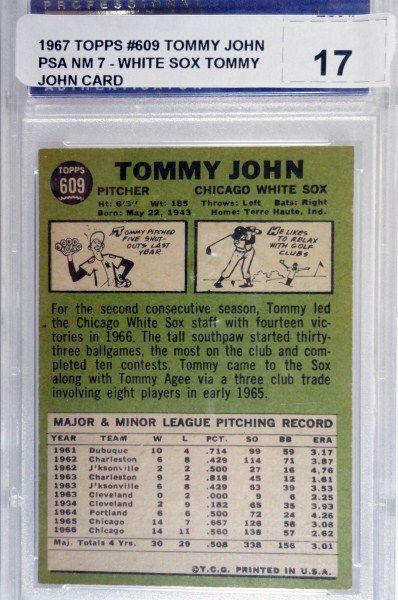 1967 TOPPS #609 TOMMY JOHN
PSA NM 7 - WHITE SOX TOMMY
JOHN CARD
17
TOPPS
609
TOMMY JOHN
PITCHER CHICAGO WHITE SOX
Ht: 6'3" Wt: 185 Throws: Left Bats: Right
Born: May 22, 1943 Home: Terre Haute, Ind.
TOMMY PITCHED
FIVE SHUT-
OUTS LAST
YEAR.
HE LIKES
TO RELAX
WITH GOLF
CLUBS
For the second consecutive season, Tommy led
the Chicago White Sox staff with fourteen vic-
tories in 1966. The tall southpaw started thirty-
three ballgames, the most on the club and com-
pleted ten contests. Tommy came to the Sox
along with Tommy Agee via a three club trade
involving eight players in early 1965.
MAJOR & MINOR LEAGUE PITCHING RECORD
YEAR TEAM W L PCT. SO BB ERA
1961 Dubuque 10 4 .714 99 59 3.17
1962 Charleston 6 8 .429 114 71 3.87
1962 J'ksonville 2 2 .500 27 16 4.76
1963 Charleston 9 2 .818 45 12 1.61
1963 J'ksonville 6 8 .429 63 39 3.53
1963 Cleveland 0 2 .000 9 6 2.25
1964 Cleveland 2 9 .182 65 35 3.93
1964 Portland 6 6 .500 72 24 4.26
1965 Chicago 14 7 .667 126 58 3.08
1966 Chicago 14 11 .560 138 57 2.62
Maj. Totals 4 Yrs. 30 29 .508 338 156 3.01
©T.C.G. PRINTED IN U.S.A.